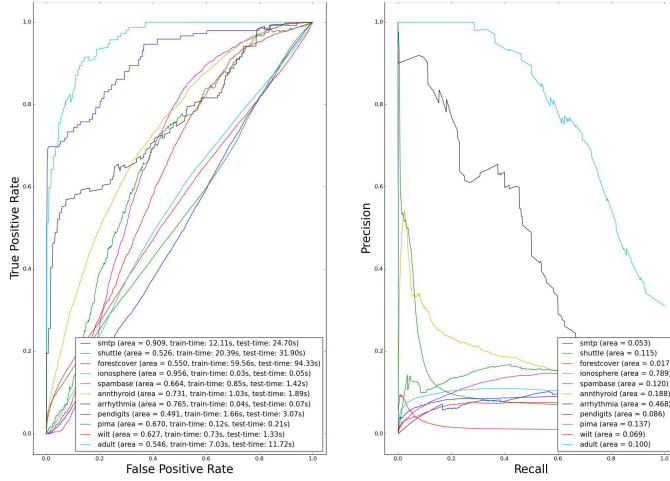 1.0
0.8
0.6
0.4
0.2
0.0
True Positive Rate
0.0 0.2 0.4 0.6 0.8 1.0
False Positive Rate
smtp (area = 0.909, train-time: 12.11s, test-time: 24.70s)
shuttle (area = 0.526, train-time: 20.39s, test-time: 31.90s)
forestcover (area = 0.550, train-time: 59.56s, test-time: 94.33s)
ionosphere (area = 0.956, train-time: 0.03s, test-time: 0.05s)
spambase (area = 0.664, train-time: 0.85s, test-time: 1.42s)
annthyroid (area = 0.731, train-time: 1.03s, test-time: 1.89s)
arrhythmia (area = 0.765, train-time: 0.04s, test-time: 0.07s)
pendigits (area = 0.491, train-time: 1.66s, test-time: 3.07s)
pima (area = 0.670, train-time: 0.12s, test-time: 0.21s)
wilt (area = 0.627, train-time: 0.73s, test-time: 1.33s)
adult (area = 0.546, train-time: 7.03s, test-time: 11.72s)
1.0
0.8
0.6
0.4
0.2
0.0
Precision
0.0 0.2 0.4 0.6 0.8 1.0
Recall
smtp (area = 0.053)
shuttle (area = 0.115)
forestcover (area = 0.017)
ionosphere (area = 0.789)
spambase (area = 0.120)
annthyroid (area = 0.188)
arrhythmia (area = 0.468)
pendigits (area = 0.086)
pima (area = 0.137)
wilt (area = 0.069)
adult (area = 0.100)